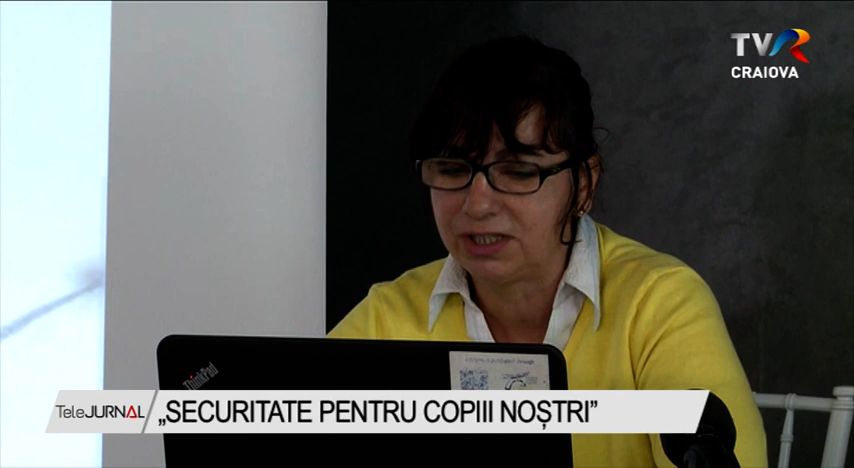 TVR
CRAIOVA
ThinkPad
TeleJURNAL
„SECURITATE PENTRU COPIII NOȘTRI”